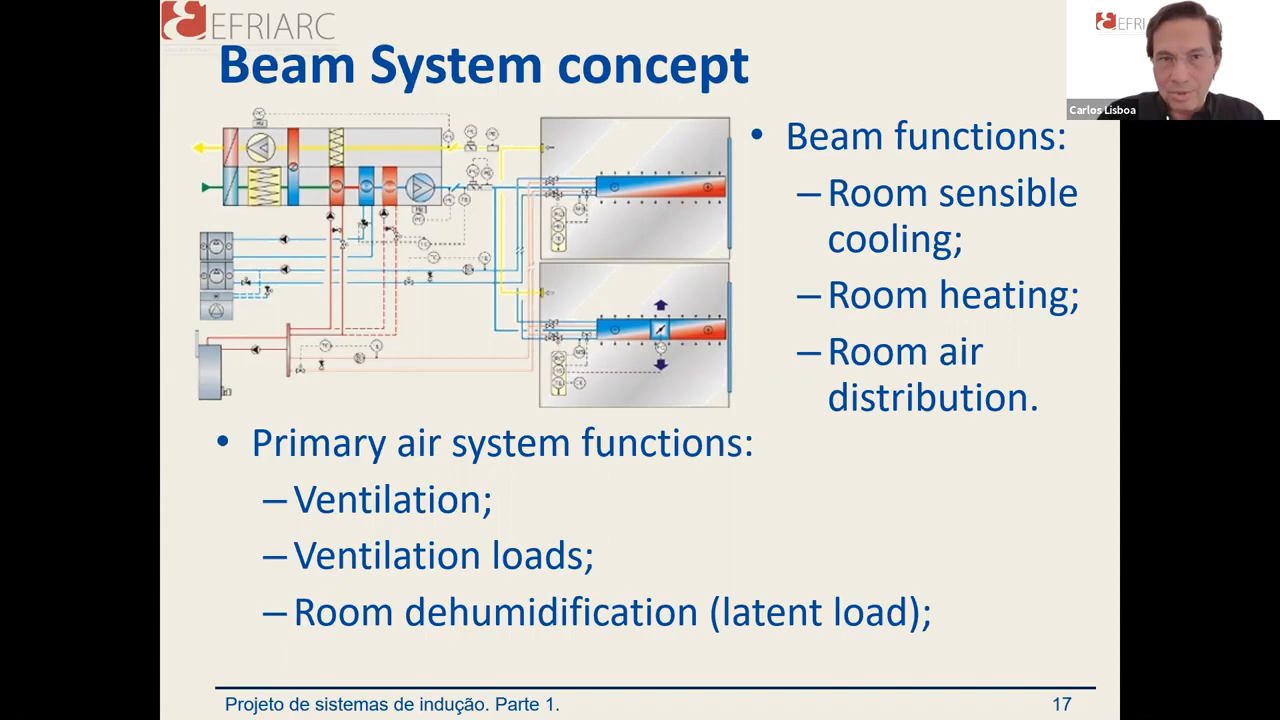 EFRIARC
Beam System concept
EFRI
Carlos Lisboa
• Beam functions:
– Room sensible
cooling;
– Room heating;
– Room air
distribution.
• Primary air system functions:
– Ventilation;
– Ventilation loads;
– Room dehumidification (latent load);
Projeto de sistemas de indução. Parte 1.
17